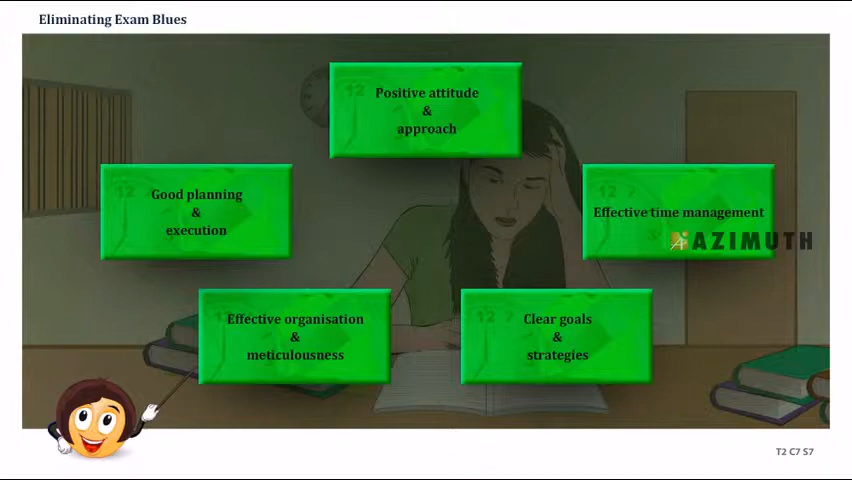 Eliminating Exam Blues
Positive attitude
&
approach
Good planning
&
execution
Effective time management
AZIMUTH
Effective organisation
&
meticulousness
Clear goals
&
strategies
T2 C7 S7